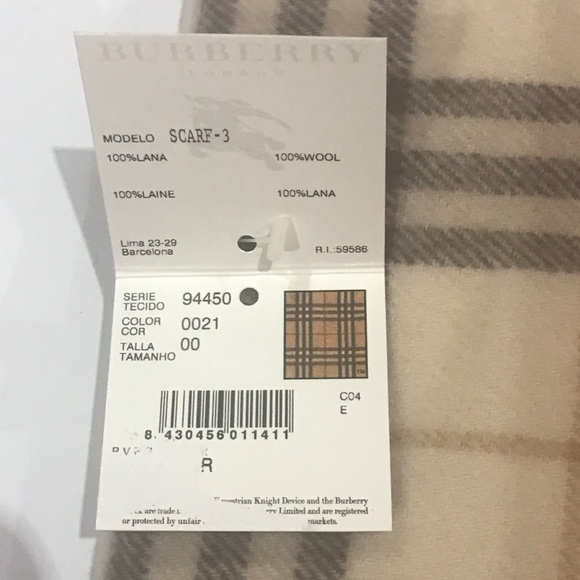 BURBERRY
LONDON
MODELO SCARF-3
100%LANA 100%WOOL
100%LAINE 100%LANA
Lima 23-29
Barcelona R.I.:59586
SERIE
TECIDO 94450
COLOR
COR 0021
TALLA
TAMANHO 00
TM
C04
E
8 430456 011411
PVP
R
Knight Device and the Burberry
are trade Limited and are registered
or protected by unfair